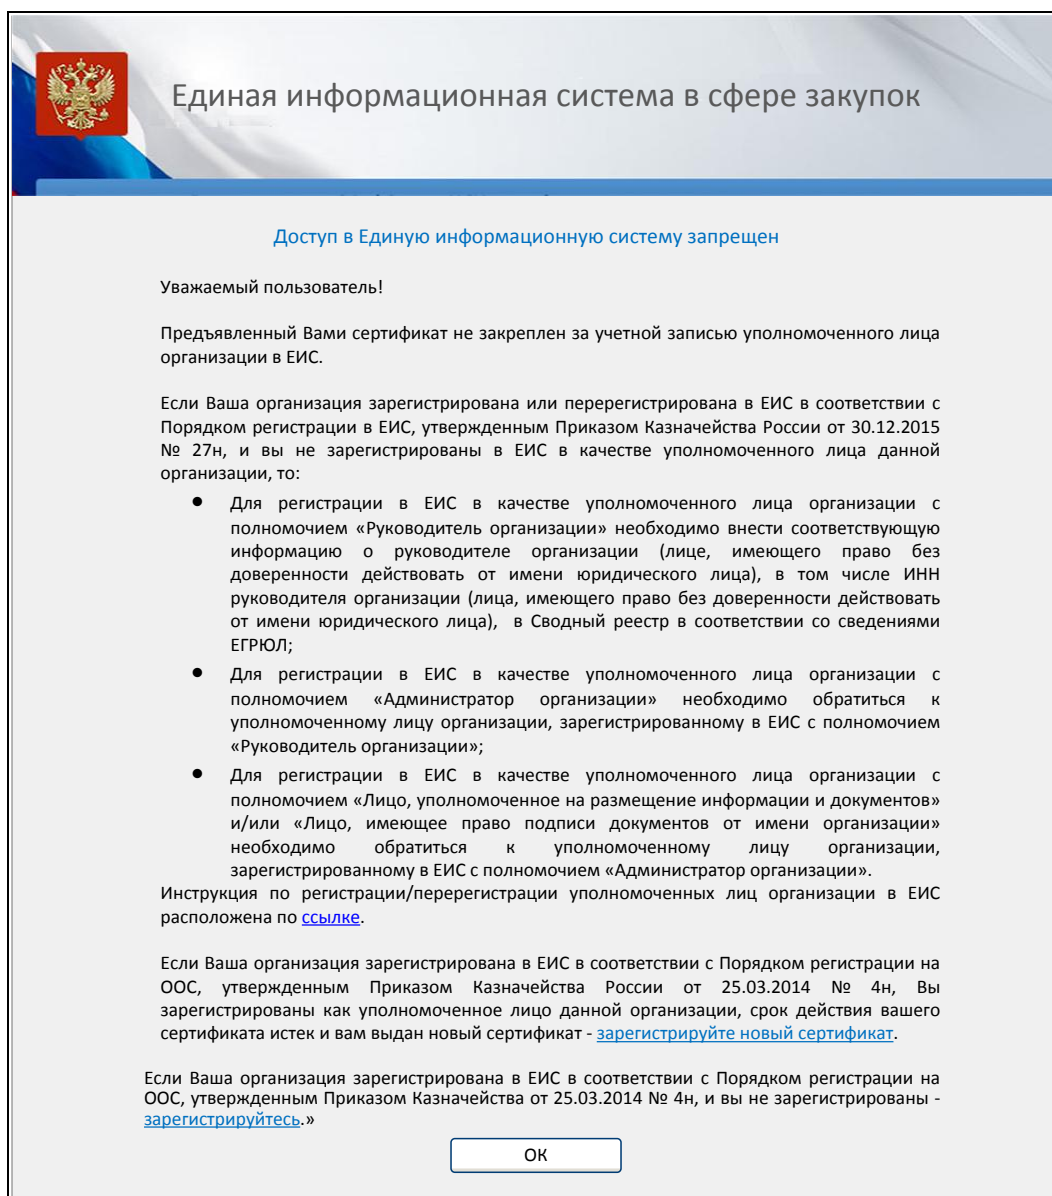 Единая информационная система в сфере закупок
Доступ в Единую информационную систему запрещен
Уважаемый пользователь!
Предъявленный Вами сертификат не закреплен за учетной записью уполномоченного лица
организации в ЕИС.
Если Ваша организация зарегистрирована или перерегистрирована в ЕИС в соответствии с
Порядком регистрации в ЕИС, утвержденным Приказом Казначейства России от 30.12.2015
№ 27н, и вы не зарегистрированы в ЕИС в качестве уполномоченного лица данной
организации, то:
● Для регистрации в ЕИС в качестве уполномоченного лица организации с
полномочием «Руководитель организации» необходимо внести соответствующую
информацию о руководителе организации (лице, имеющего право без
доверенности действовать от имени юридического лица), в том числе ИНН
руководителя организации (лица, имеющего право без доверенности действовать
от имени юридического лица), в Сводный реестр в соответствии со сведениями
ЕГРЮЛ;
● Для регистрации в ЕИС в качестве уполномоченного лица организации с
полномочием «Администратор организации» необходимо обратиться к
уполномоченному лицу организации, зарегистрированному в ЕИС с полномочием
«Руководитель организации»;
● Для регистрации в ЕИС в качестве уполномоченного лица организации с
полномочием «Лицо, уполномоченное на размещение информации и документов»
и/или «Лицо, имеющее право подписи документов от имени организации»
необходимо обратиться к уполномоченному лицу организации,
зарегистрированному в ЕИС с полномочием «Администратор организации».
Инструкция по регистрации/перерегистрации уполномоченных лиц организации в ЕИС
расположена по ссылке.
Если Ваша организация зарегистрирована в ЕИС в соответствии с Порядком регистрации на
ООС, утвержденным Приказом Казначейства России от 25.03.2014 № 4н, Вы
зарегистрированы как уполномоченное лицо данной организации, срок действия вашего
сертификата истек и вам выдан новый сертификат - зарегистрируйте новый сертификат.
Если Ваша организация зарегистрирована в ЕИС в соответствии с Порядком регистрации на
ООС, утвержденным Приказом Казначейства от 25.03.2014 № 4н, и вы не зарегистрированы -
зарегистрируйтесь.»
ОК